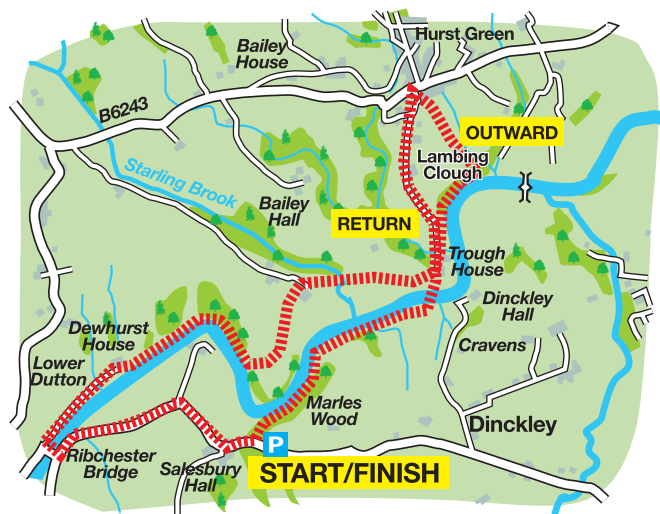 Hurst Green
Bailey
House
B6243
OUTWARD
Lambing
Clough
Starling Brook
Bailey
Hall
RETURN
Trough
House
Dinckley
Hall
Dewhurst
House
Cravens
Lower
Dutton
Marles
Wood
Dinckley
P
Ribchester
Bridge
Salesbury
Hall
START/FINISH